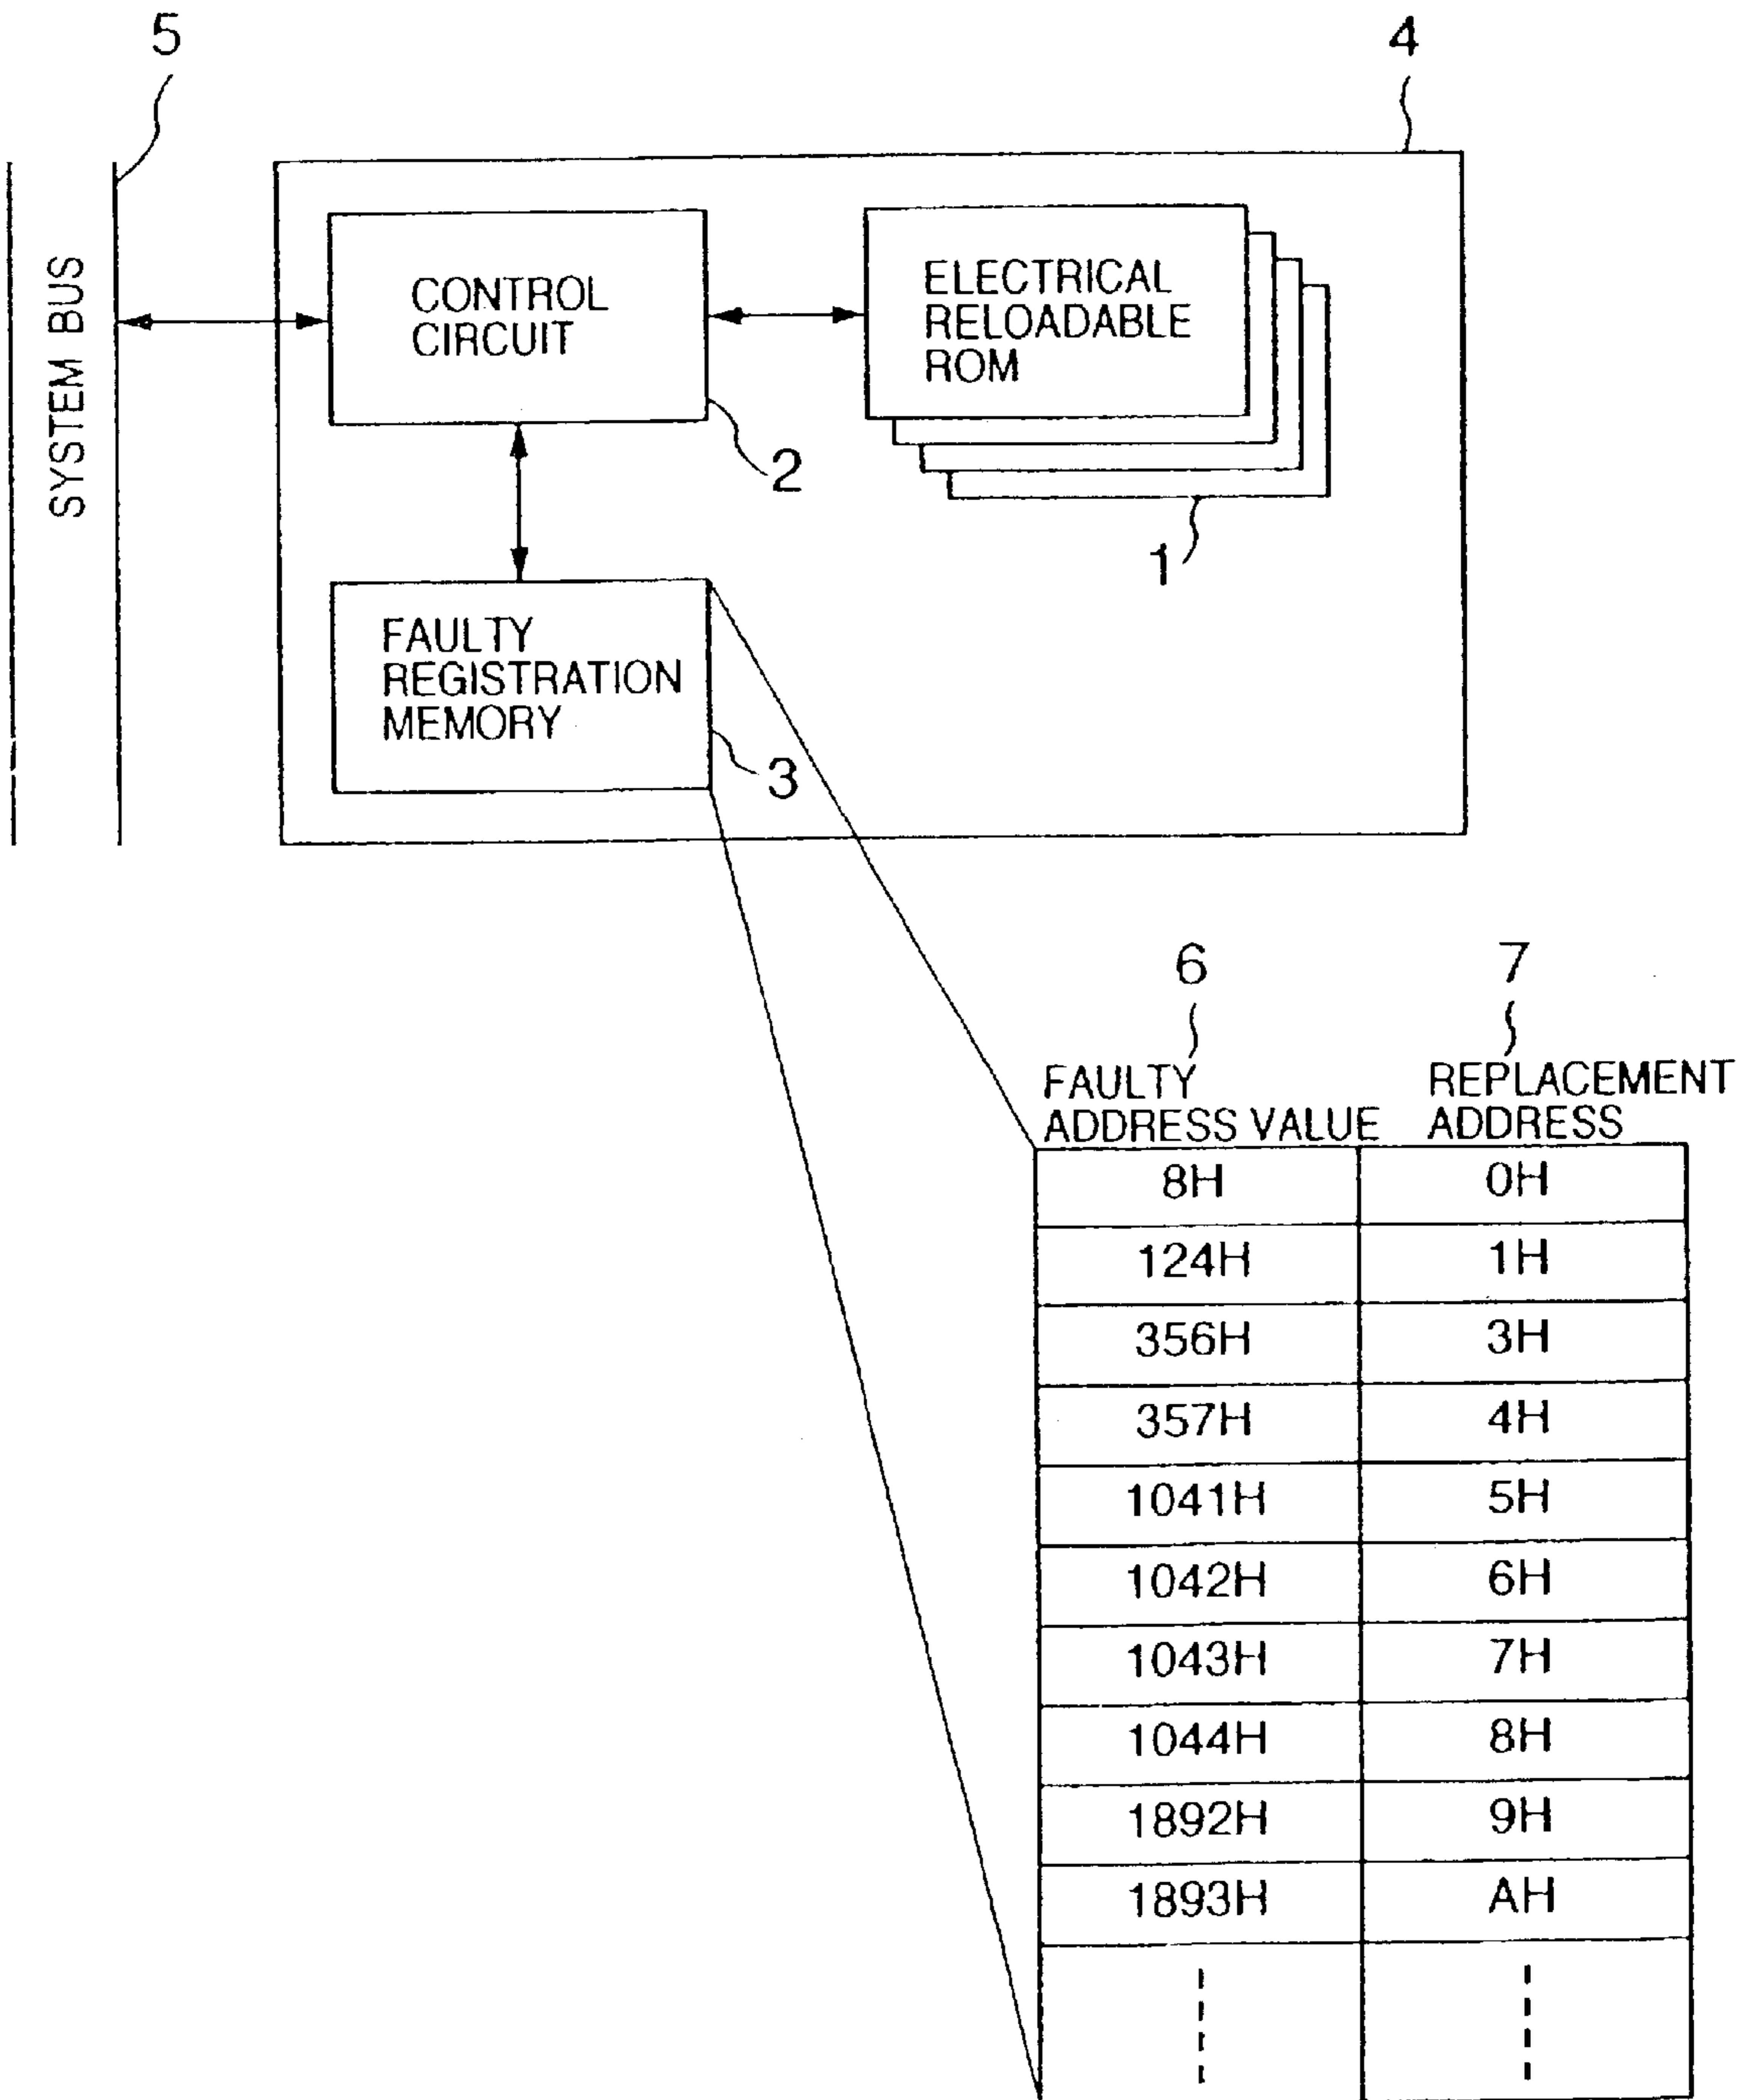 5
4
SYSTEM BUS
CONTROL
CIRCUIT
ELECTRICAL
RELOADABLE
ROM
2
1
FAULTY
REGISTRATION
MEMORY
3
6
7
FAULTY
ADDRESS VALUE
REPLACEMENT
ADDRESS
8H
0H
124H
1H
356H
3H
357H
4H
1041H
5H
1042H
6H
1043H
7H
1044H
8H
1892H
9H
1893H
AH